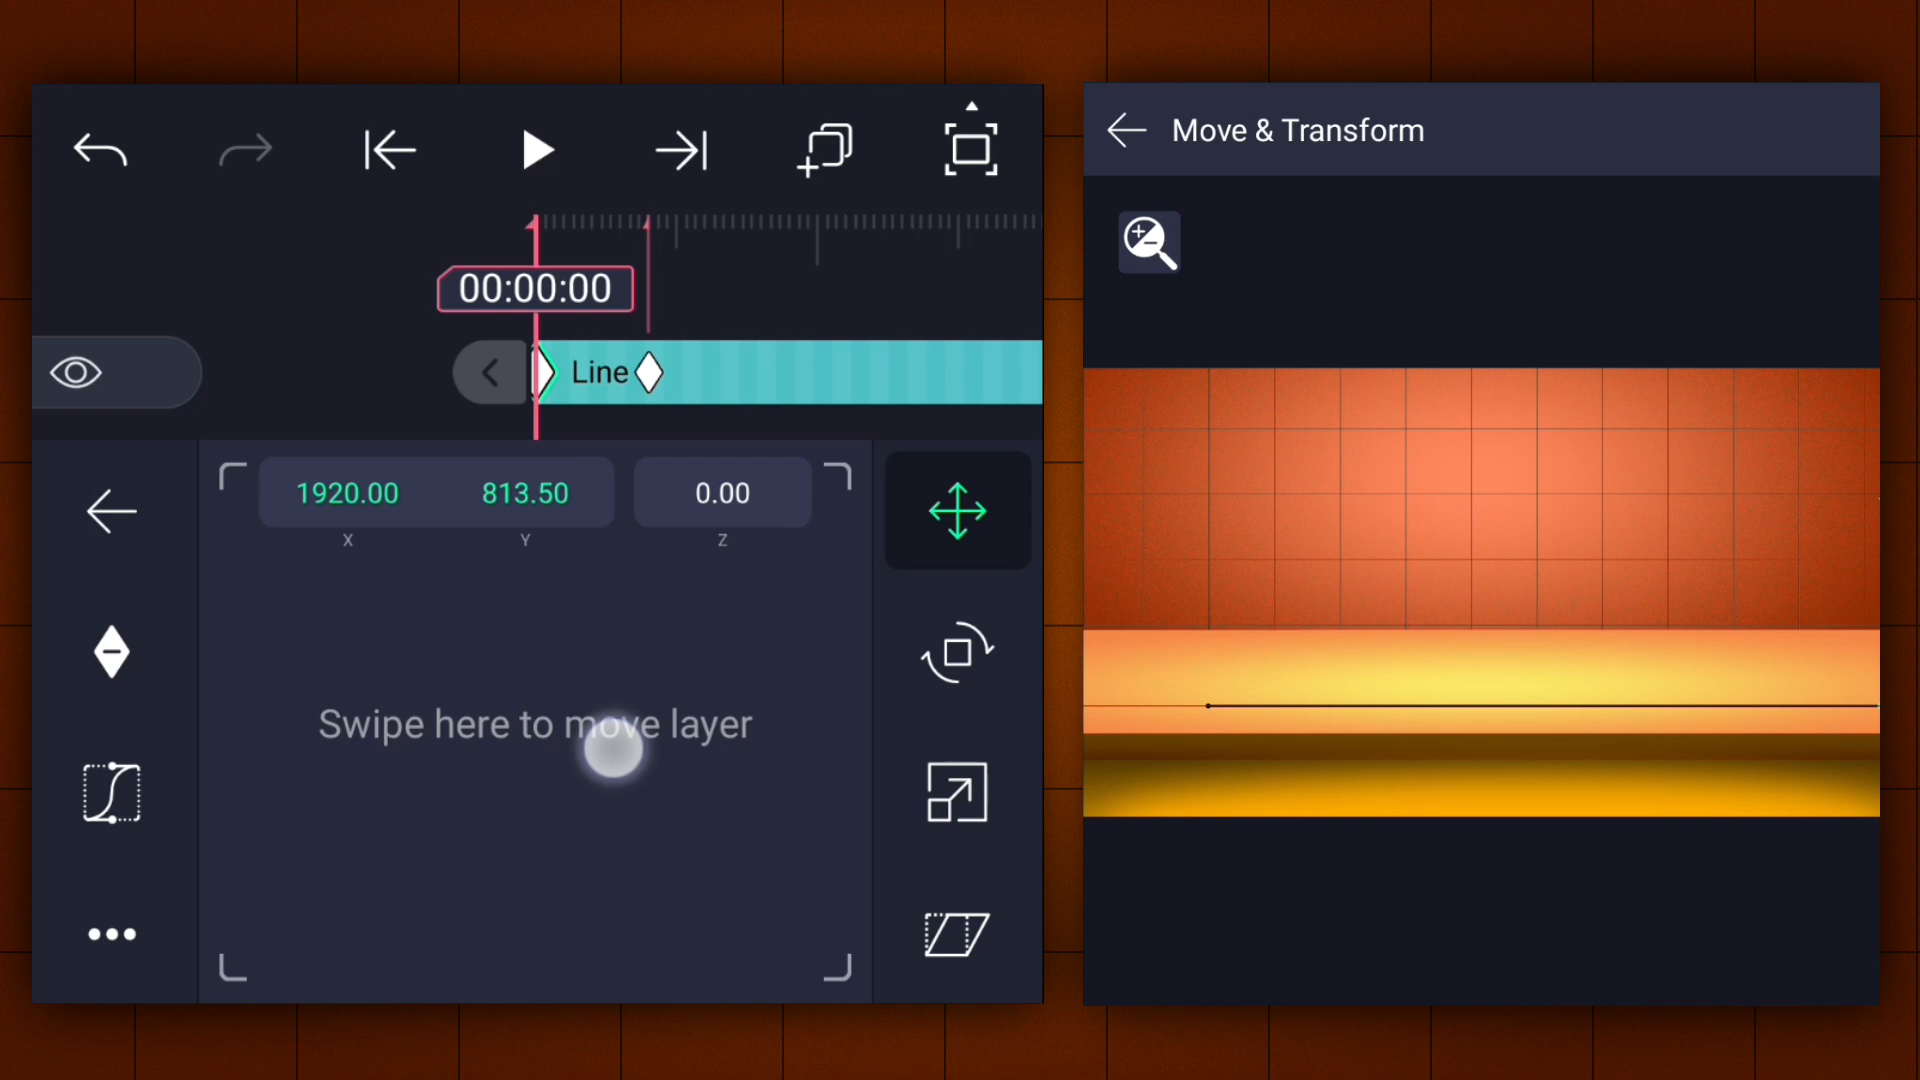 Move & Transform
00:00:00
Line
1920.00 813.50 0.00
X Y Z
Swipe here to move layer